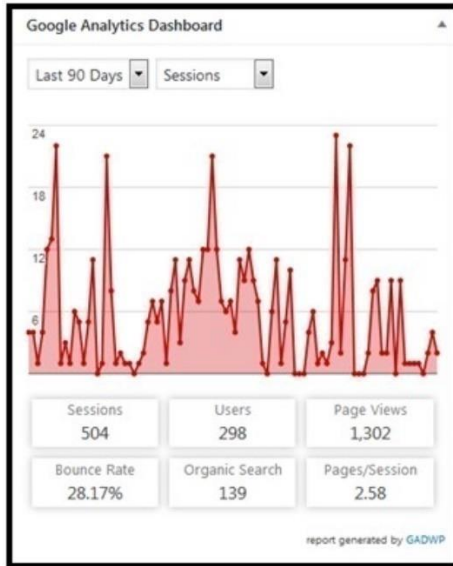 Google Analytics Dashboard
Last 90 Days Sessions
24
18
12
6
Sessions Users Page Views
504 298 1,302
Bounce Rate Organic Search Pages/Session
28.17% 139 2.58
report generated by GADWP